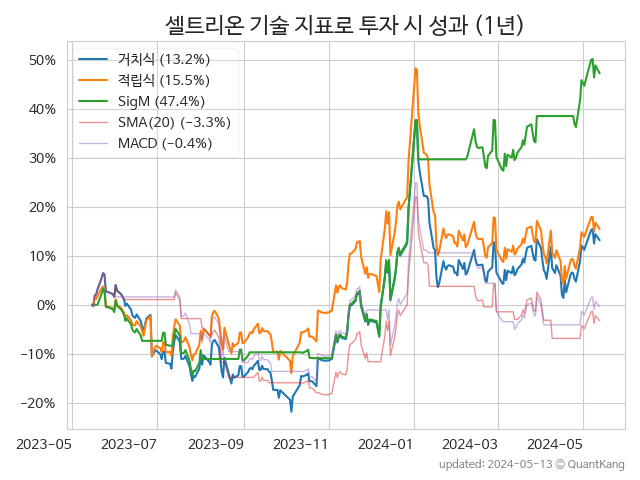 셀트리온 기술 지표로 투자 시 성과 (1년)
거치식 (13.2%)
적립식 (15.5%)
SigM (47.4%)
SMA(20) (−3.3%)
MACD (−0.4%)
50%
40%
30%
20%
10%
0%
−10%
−20%
2023-05 2023-07 2023-09 2023-11 2024-01 2024-03 2024-05
updated: 2024-05-13 ⓒ QuantKang